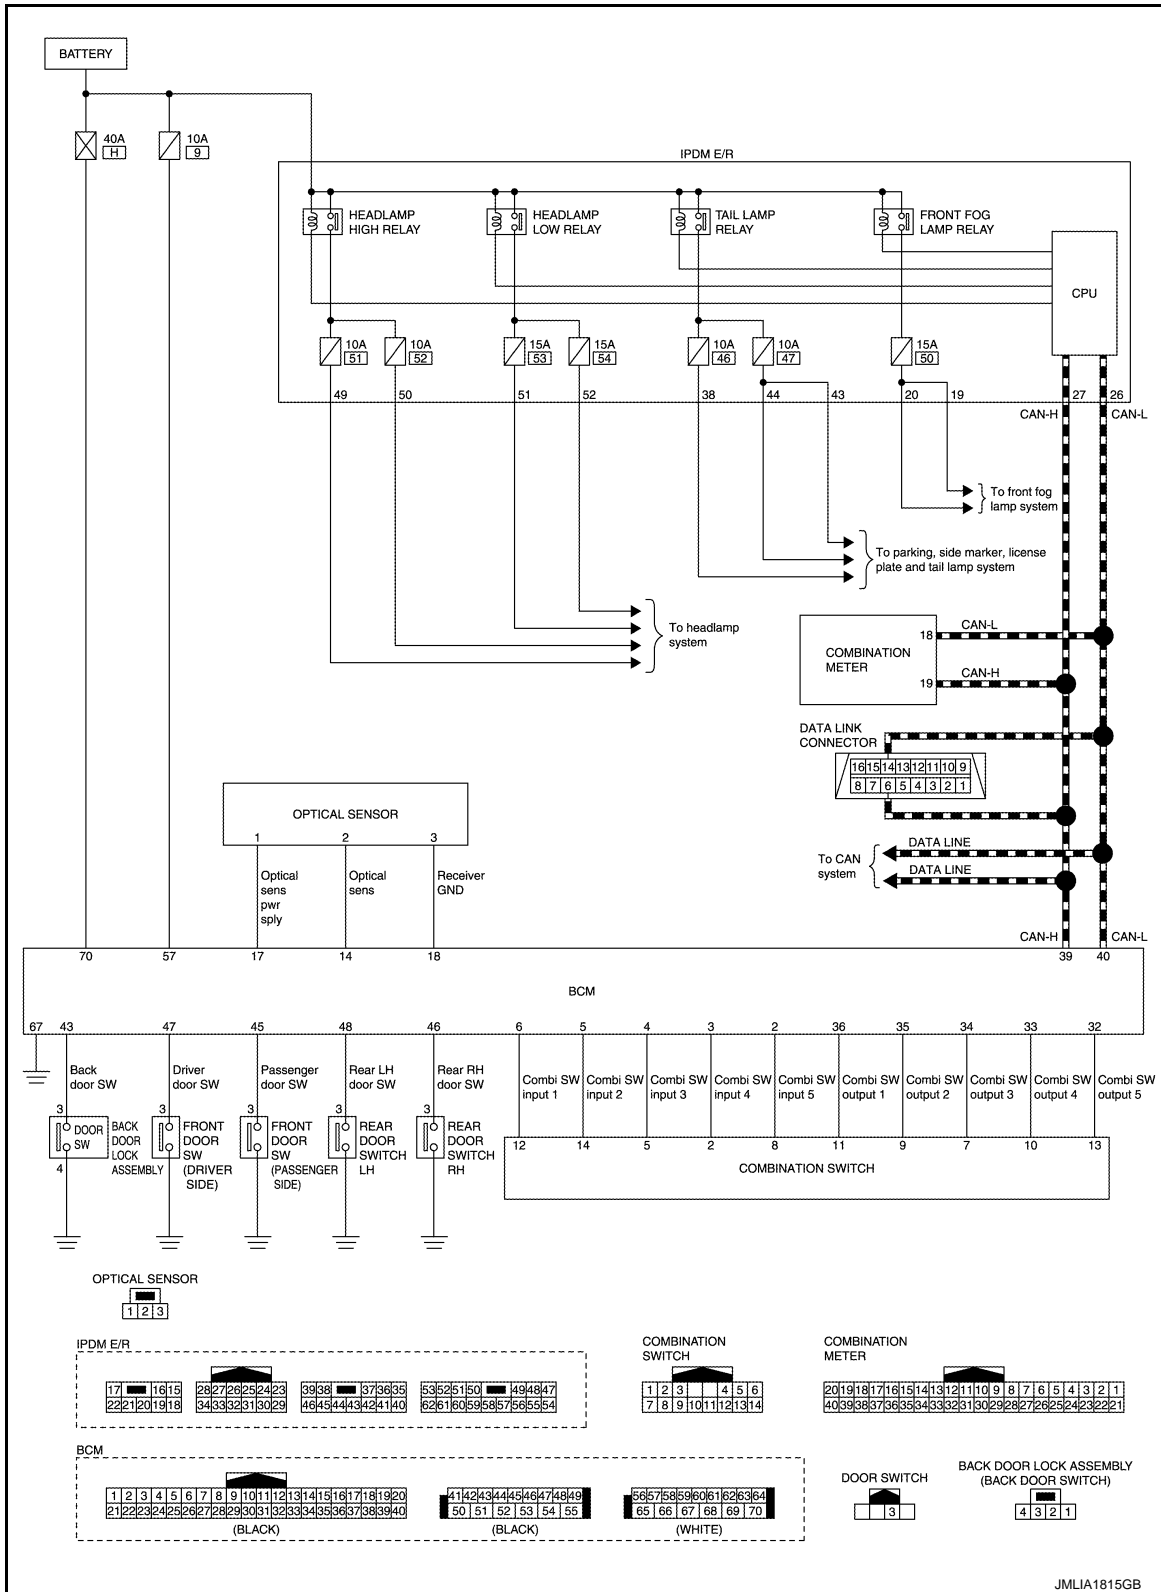 BATTERY
40A
H
10A
9
IPDM E/R
HEADLAMP
HIGH RELAY
HEADLAMP
LOW RELAY
TAIL LAMP
RELAY
FRONT FOG
LAMP RELAY
CPU
10A
51
10A
52
15A
53
15A
54
10A
46
10A
47
15A
50
49 50 51 52 38 44 43 20 19 27 26
CAN-H CAN-L
To front fog
lamp system
To parking, side marker, license
plate and tail lamp system
To headlamp
system
COMBINATION
METER
18 CAN-L
19 CAN-H
DATA LINK
CONNECTOR
16 15 14 13 12 11 10 9
8 7 6 5 4 3 2 1
To CAN
system
DATA LINE
DATA LINE
OPTICAL SENSOR
1 2 3
Optical
sens
pwr
sply
Optical
sens
Receiver
GND
CAN-H CAN-L
70 57 17 14 18 39 40
BCM
67 43 47 45 48 46 6 5 4 3 2 36 35 34 33 32
Back
door SW
Driver
door SW
Passenger
door SW
Rear LH
door SW
Rear RH
door SW
Combi SW
input 1
Combi SW
input 2
Combi SW
input 3
Combi SW
input 4
Combi SW
input 5
Combi SW
output 1
Combi SW
output 2
Combi SW
output 3
Combi SW
output 4
Combi SW
output 5
3 3 3 3 3
DOOR
SW
4
BACK
DOOR
LOCK
ASSEMBLY
FRONT
DOOR
SW
(DRIVER
SIDE)
FRONT
DOOR
SW
(PASSENGER
SIDE)
REAR
DOOR
SWITCH
LH
REAR
DOOR
SWITCH
RH
12 14 5 2 8 11 9 7 10 13
COMBINATION SWITCH
OPTICAL SENSOR
1 2 3
IPDM E/R
17 16 15
22 21 20 19 18
28 27 26 25 24 23
34 33 32 31 30 29
39 38 37 36 35
46 45 44 43 42 41 40
53 52 51 50 49 48 47
62 61 60 59 58 57 56 55 54
COMBINATION
SWITCH
1 2 3 4 5 6
7 8 9 10 11 12 13 14
COMBINATION
METER
20 19 18 17 16 15 14 13 12 11 10 9 8 7 6 5 4 3 2 1
40 39 38 37 36 35 34 33 32 31 30 29 28 27 26 25 24 23 22 21
BCM
1 2 3 4 5 6 7 8 9 10 11 12 13 14 15 16 17 18 19 20
21 22 23 24 25 26 27 28 29 30 31 32 33 34 35 36 37 38 39 40
(BLACK)
41 42 43 44 45 46 47 48 49
50 51 52 53 54 55
(BLACK)
56 57 58 59 60 61 62 63 64
65 66 67 68 69 70
(WHITE)
DOOR SWITCH
3
BACK DOOR LOCK ASSEMBLY
(BACK DOOR SWITCH)
4 3 2 1
JMLIA1815GB